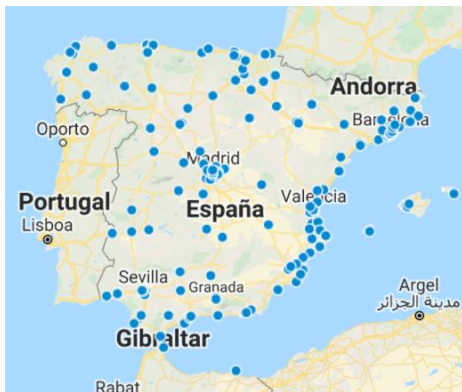 Andorra
Barcelona
Oporto
Madrid
Portugal
Lisboa
España
Valencia
Sevilla
Granada
Argel
مدينة الجزائر
Gibraltar
Rabat